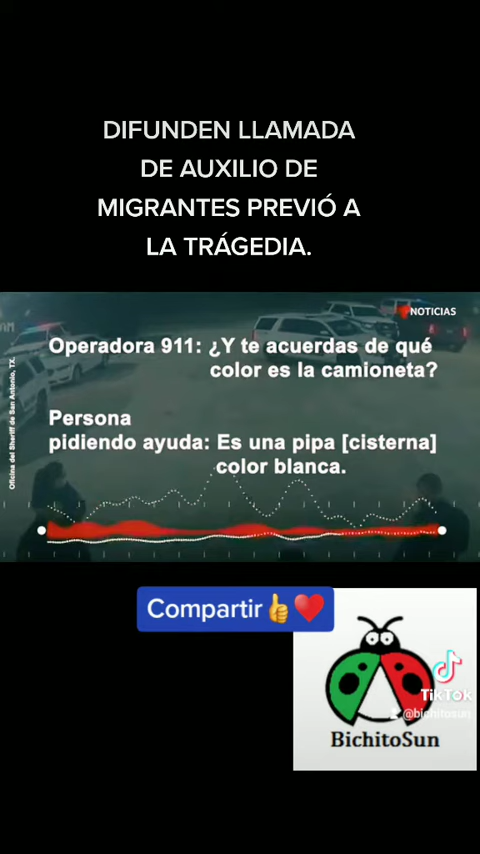 DIFUNDEN LLAMADA
DE AUXILIO DE
MIGRANTES PREVIÓ A
LA TRÁGEDIA.
NOTICIAS
AM
Operadora 911: ¿Y te acuerdas de qué
color es la camioneta?
Persona
pidiendo ayuda: Es una pipa [cisterna]
color blanca.
Oficina del Sheriff de San Antonio, TX.
Compartir👍❤️
TikTok
@bichitosun
BichitoSun